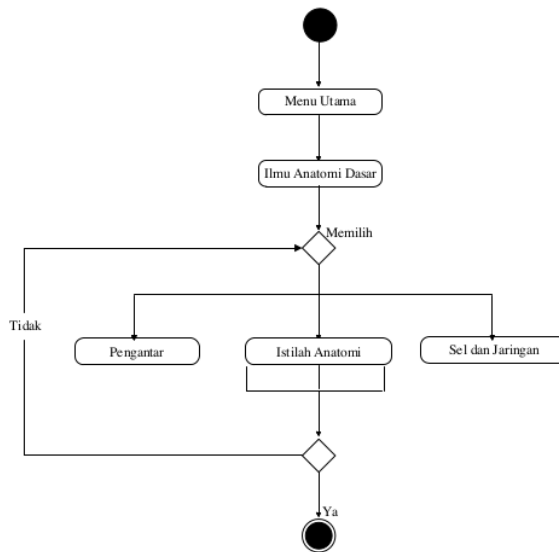 Menu Utama
Ilmu Anatomi Dasar
Memilih
Tidak
Pengantar
Istilah Anatomi
Sel dan Jaringan
Ya